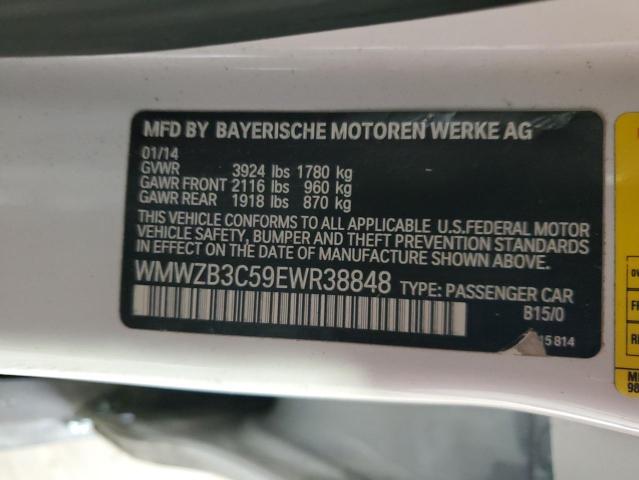 MFD BY BAYERISCHE MOTOREN WERKE AG
01/14
GVWR 3924 lbs 1780 kg
GAWR FRONT 2116 lbs 960 kg
GAWR REAR 1918 lbs 870 kg
THIS VEHICLE CONFORMS TO ALL APPLICABLE U.S.FEDERAL MOTOR
VEHICLE SAFETY, BUMPER AND THEFT PREVENTION STANDARDS
IN EFFECT ON THE DATE OF MANUFACTURE SHOWN ABOVE.
WMWZB3C59EWR38848 TYPE: PASSENGER CAR
B15/0
15 814